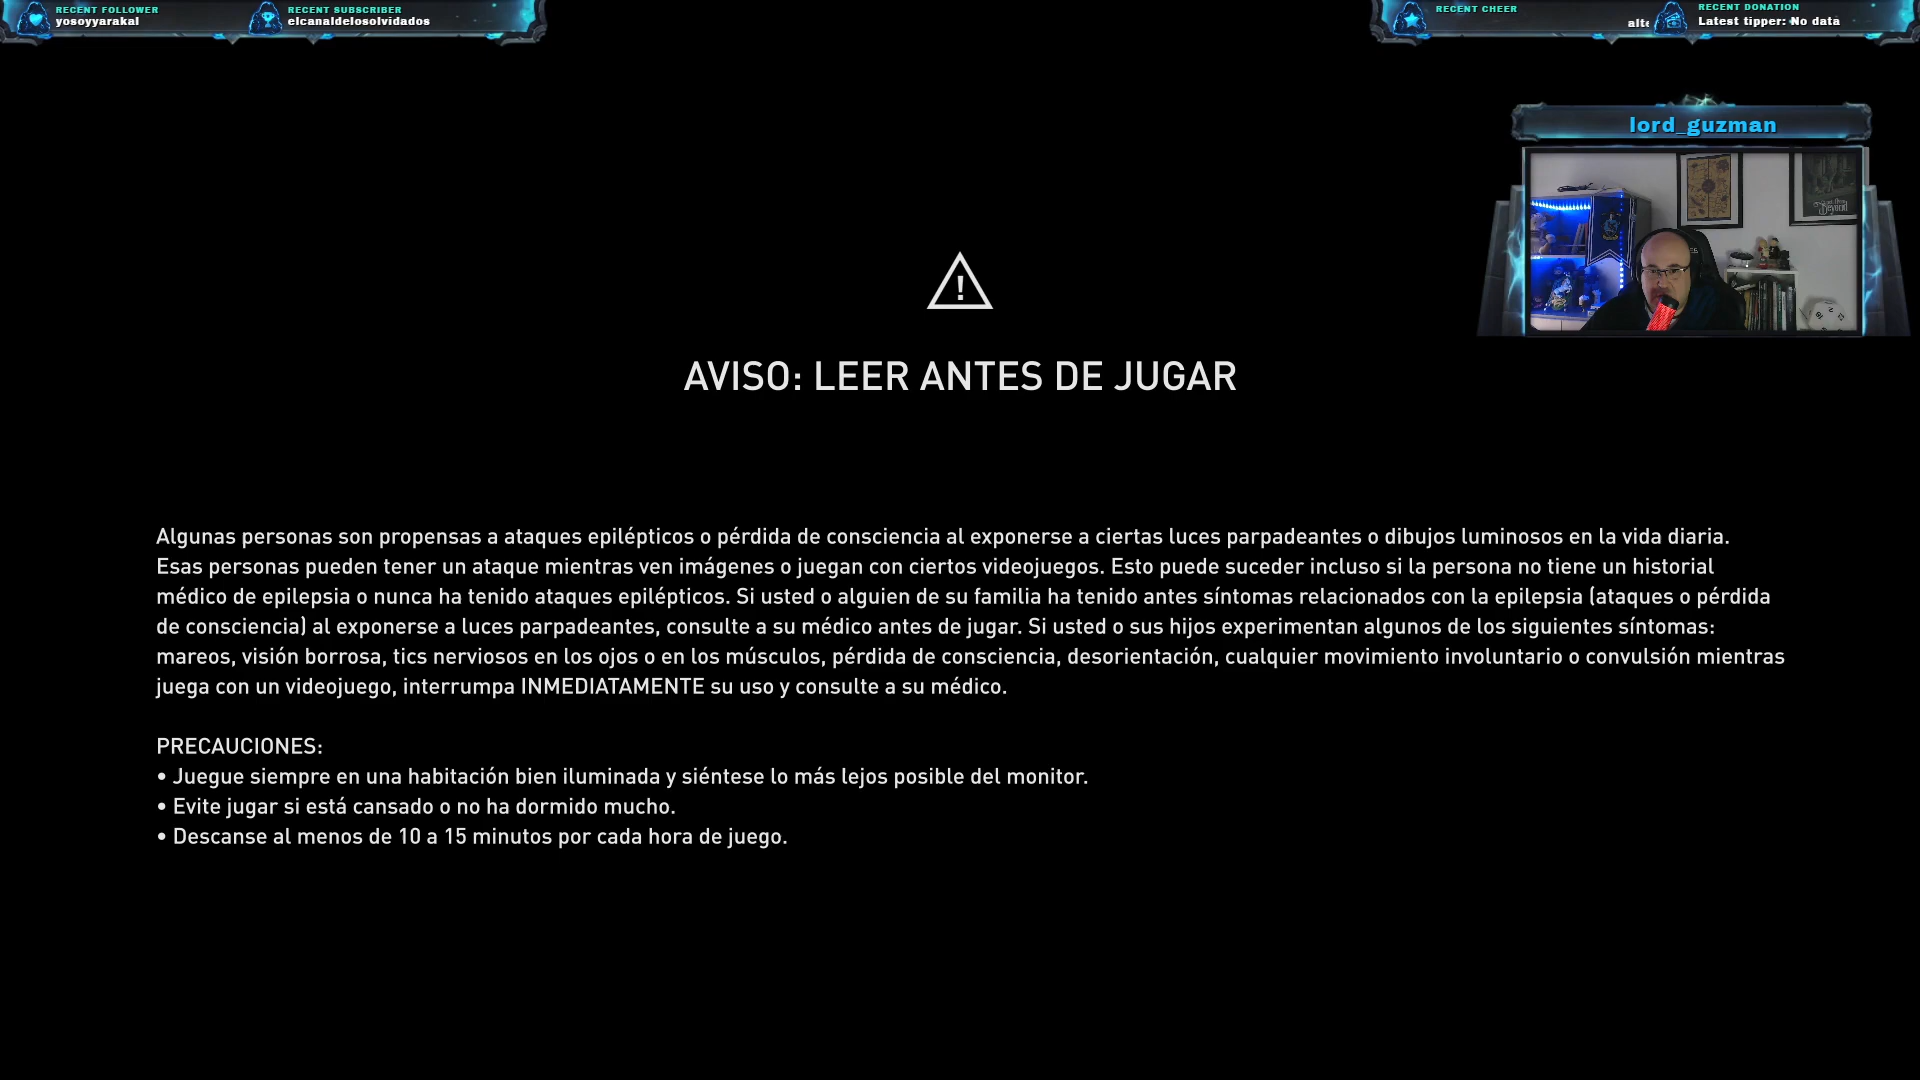 RECENT FOLLOWER
yosoyyarakal
RECENT SUBSCRIBER
elcanaldelosolvidados
RECENT CHEER
RECENT DONATION
Latest tipper: No data
lord_guzman
Beyond
AVISO: LEER ANTES DE JUGAR
Algunas personas son propensas a ataques epilépticos o pérdida de consciencia al exponerse a ciertas luces parpadeantes o dibujos luminosos en la vida diaria.
Esas personas pueden tener un ataque mientras ven imágenes o juegan con ciertos videojuegos. Esto puede suceder incluso si la persona no tiene un historial
médico de epilepsia o nunca ha tenido ataques epilépticos. Si usted o alguien de su familia ha tenido antes síntomas relacionados con la epilepsia (ataques o pérdida
de consciencia) al exponerse a luces parpadeantes, consulte a su médico antes de jugar. Si usted o sus hijos experimentan algunos de los siguientes síntomas:
mareos, visión borrosa, tics nerviosos en los ojos o en los músculos, pérdida de consciencia, desorientación, cualquier movimiento involuntario o convulsión mientras
juega con un videojuego, interrumpa INMEDIATAMENTE su uso y consulte a su médico.
PRECAUCIONES:
• Juegue siempre en una habitación bien iluminada y siéntese lo más lejos posible del monitor.
• Evite jugar si está cansado o no ha dormido mucho.
• Descanse al menos de 10 a 15 minutos por cada hora de juego.